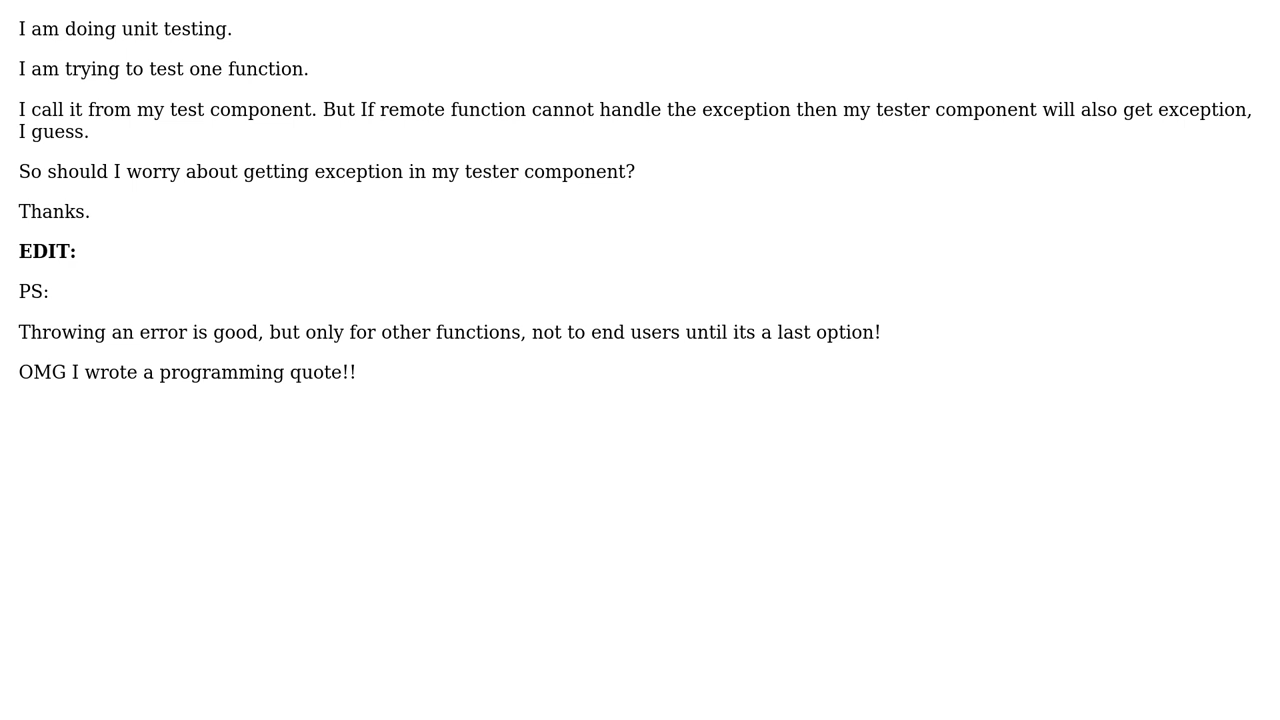 I am doing unit testing.
I am trying to test one function.
I call it from my test component. But If remote function cannot handle the exception then my tester component will also get exception,
I guess.
So should I worry about getting exception in my tester component?
Thanks.
EDIT:
PS:
Throwing an error is good, but only for other functions, not to end users until its a last option!
OMG I wrote a programming quote!!